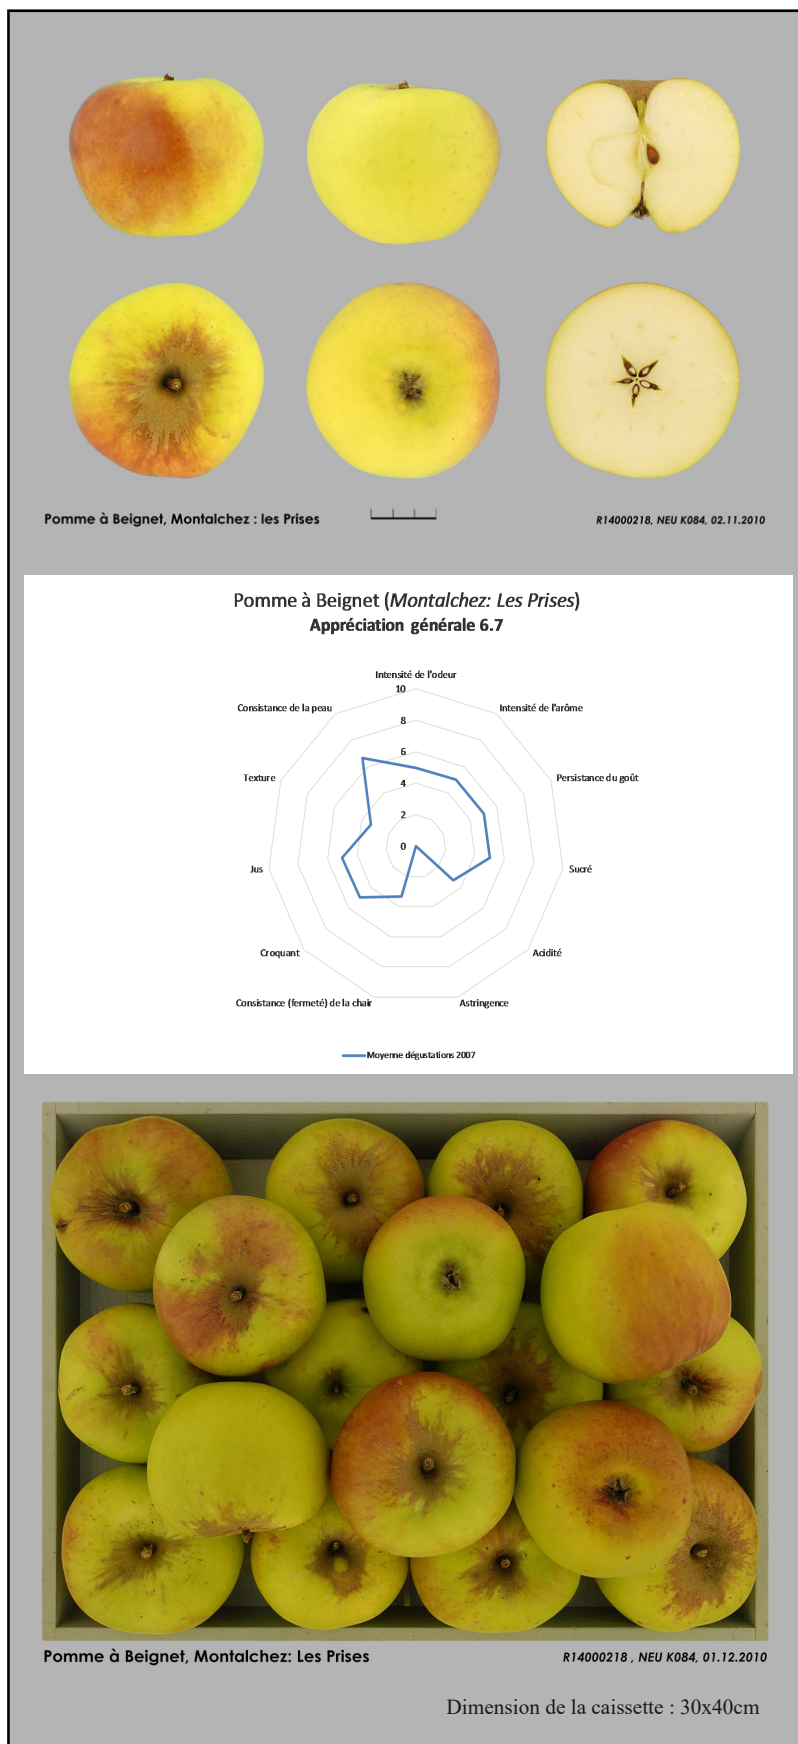 Pomme à Beignet, Montalchez : les Prises
R14000218, NEU K084, 02.11.2010
Pomme à Beignet (Montalchez: Les Prises)
Appréciation générale 6.7
Intensité de l'odeur
Intensité de l'arôme
Persistance du goût
Sucré
Acidité
Astringence
Consistance (fermeté) de la chair
Croquant
Jus
Texture
Consistance de la peau
10
8
6
4
2
0
Moyenne dégustations 2007
Pomme à Beignet, Montalchez: Les Prises
R14000218 , NEU K084, 01.12.2010
Dimension de la caissette : 30x40cm